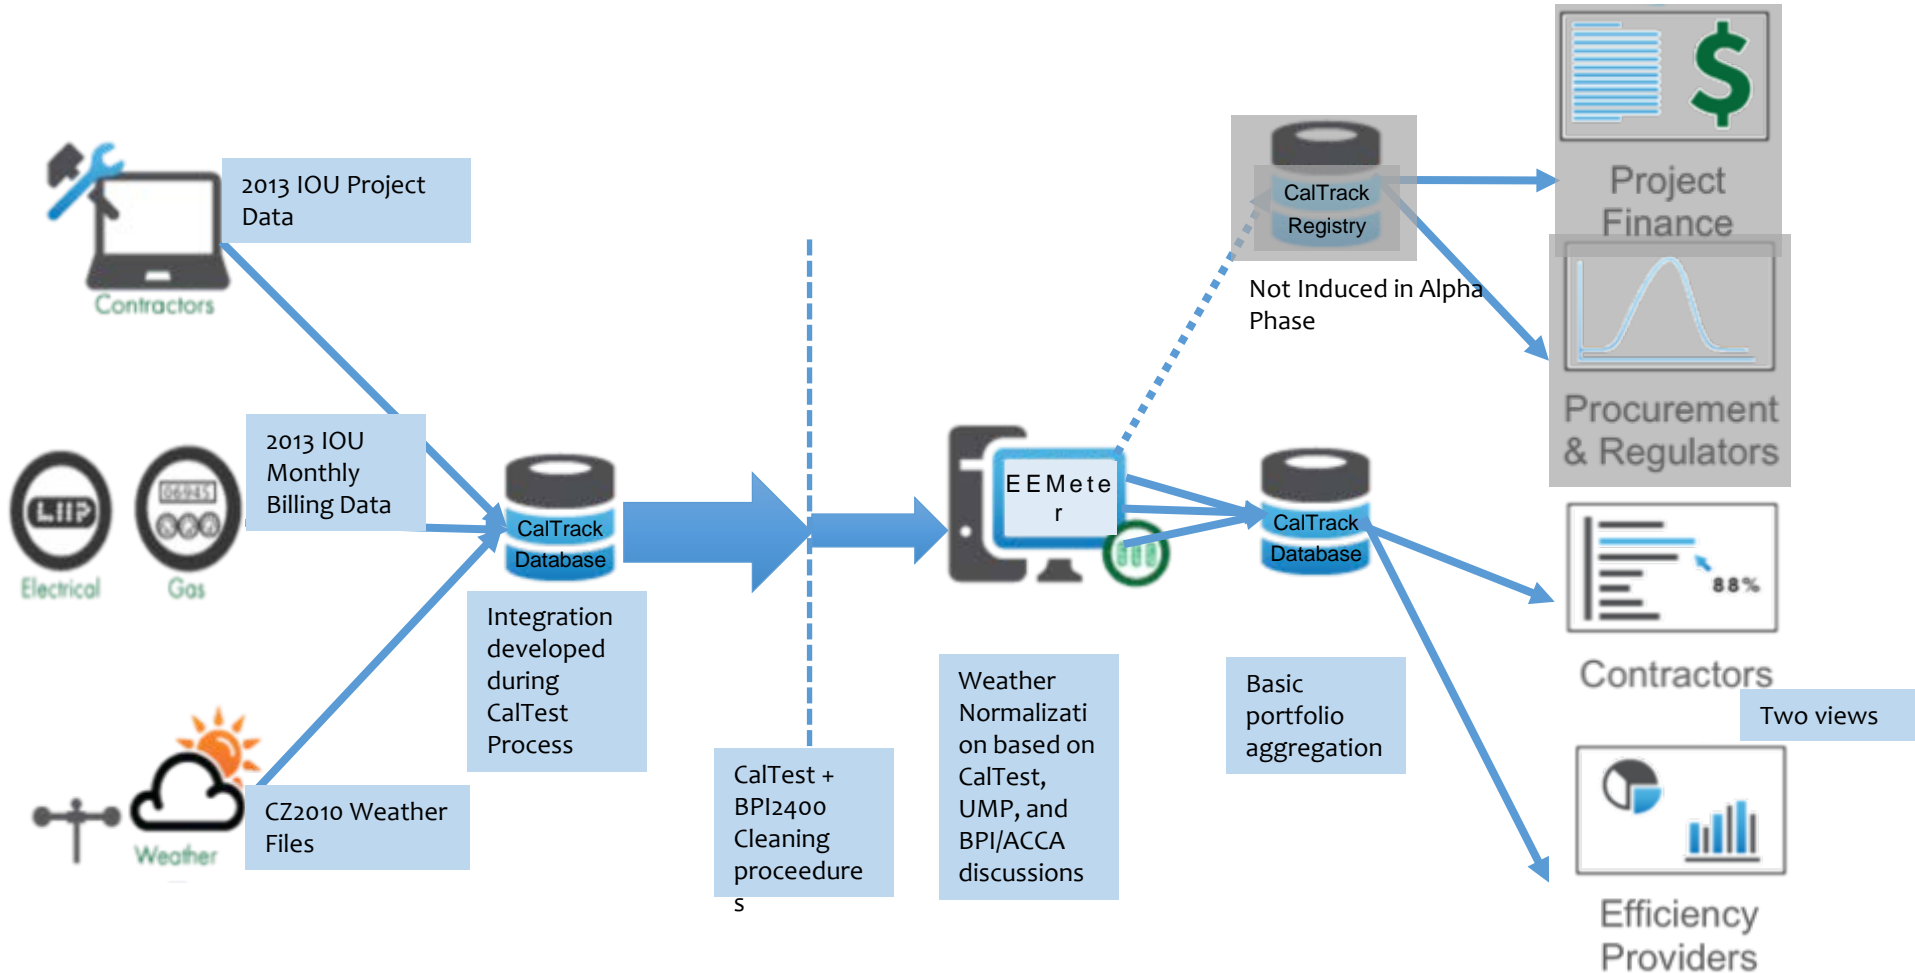 2013 IOU Project
Data
Contractors
2013 IOU
Monthly
Billing Data
06945
Electrical
Gas
CalTrack
Database
Integration
developed
during
CalTest
Process
CZ2010 Weather
Files
Weather
CalTest +
BPI2400
Cleaning
proceedure
s
EEMete
r
Weather
Normalizati
on based on
CalTest,
UMP, and
BPI/ACCA
discussions
CalTrack
Registry
Not Induced in Alpha
Phase
CalTrack
Database
Basic
portfolio
aggregation
$
Project
Finance
Procurement
& Regulators
88%
Contractors
Two views
Efficiency
Providers